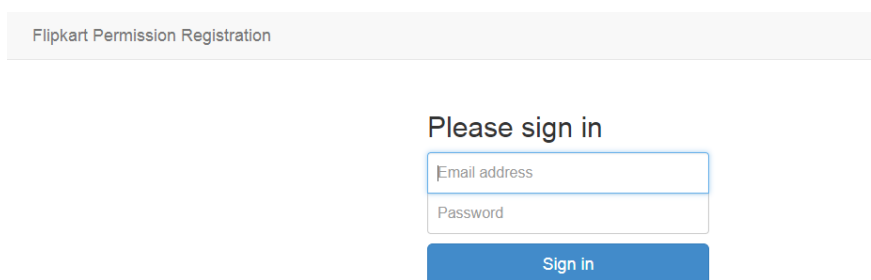 Flipkart Permission Registration
Please sign in
Email address
Password
Sign in